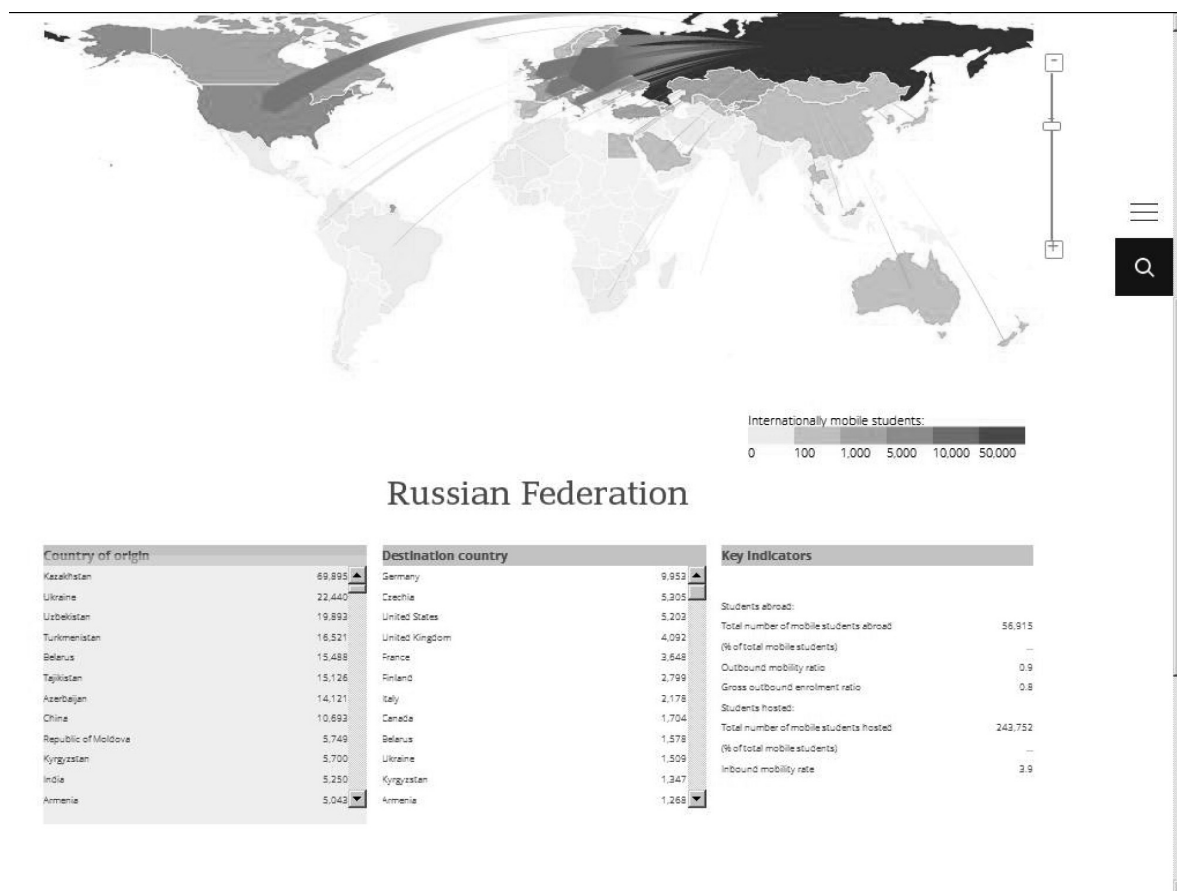 Internationally mobile students:
0 100 1,000 5,000 10,000 50,000
Russian Federation
Country of origin
Kazakhstan 69,895
Ukraine 22,440
Uzbekistan 19,893
Turkmenistan 16,521
Belarus 15,488
Tajikistan 15,126
Azerbaijan 14,121
China 10,693
Republic of Moldova 5,749
Kyrgyzstan 5,700
India 5,250
Armenia 5,043
Destination country
Germany 9,953
Czechia 5,305
United States 5,203
United Kingdom 4,092
France 3,648
Finland 2,799
Italy 2,178
Canada 1,704
Belarus 1,578
Ukraine 1,509
Kyrgyzstan 1,347
Armenia 1,268
Key Indicators
Students abroad:
Total number of mobile students abroad 56,915
(% of total mobile students) ...
Outbound mobility ratio 0.9
Gross outbound enrolment ratio 0.8
Students hosted:
Total number of mobile students hosted 243,752
(% of total mobile students) ...
Inbound mobility rate 3.9